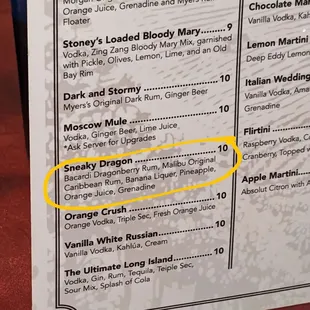 Orange Juice, Grenadine and Myers
Floater
Stoney's Loaded Bloody Mary 9
Vodka, Zing Zang Bloody Mary Mix, garnished
with Pickle, Olives, Lemon, Lime, and an Old
Bay Rim
Dark and Stormy 10
Myers's Original Dark Rum, Ginger Beer
Moscow Mule 10
Vodka, Ginger Beer, Lime Juice
*Ask Server for Upgrades
Sneaky Dragon 10
Bacardi Dragonberry Rum, Malibu Original
Caribbean Rum, Banana Liquer, Pineapple,
Orange Juice, Grenadine
Orange Crush 10
Orange Vodka, Triple Sec, Fresh Orange Juice
Vanilla White Russian 10
Vanilla Vodka, Kahlúa, Cream
The Ultimate Long Island 10
Vodka, Gin, Rum, Tequila, Teiple Sec,
Sour Mix, Splash of Cola
Chocolate Mar
Vanilla Vodka, Kah
Lemon Martini
Deep Eddy Lemon
Italian Wedding
Vanilla Vodka, Ama
Grenadine
Flirtini
Raspberry Vodka, C
Cranberry, Topped
Apple Martini
Absolut Citron with A